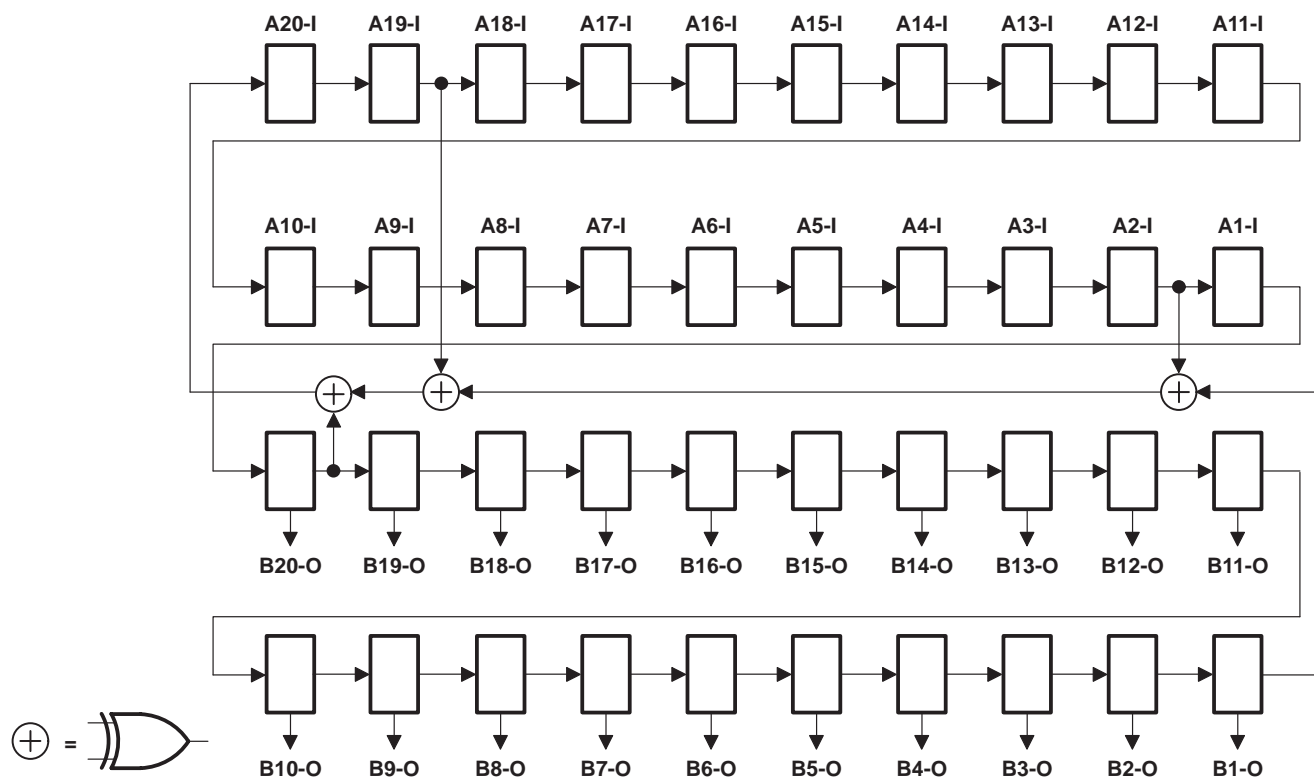 A20-I A19-I A18-I A17-I A16-I A15-I A14-I A13-I A12-I A11-I
A10-I A9-I A8-I A7-I A6-I A5-I A4-I A3-I A2-I A1-I
B20-O B19-O B18-O B17-O B16-O B15-O B14-O B13-O B12-O B11-O
=
B10-O B9-O B8-O B7-O B6-O B5-O B4-O B3-O B2-O B1-O